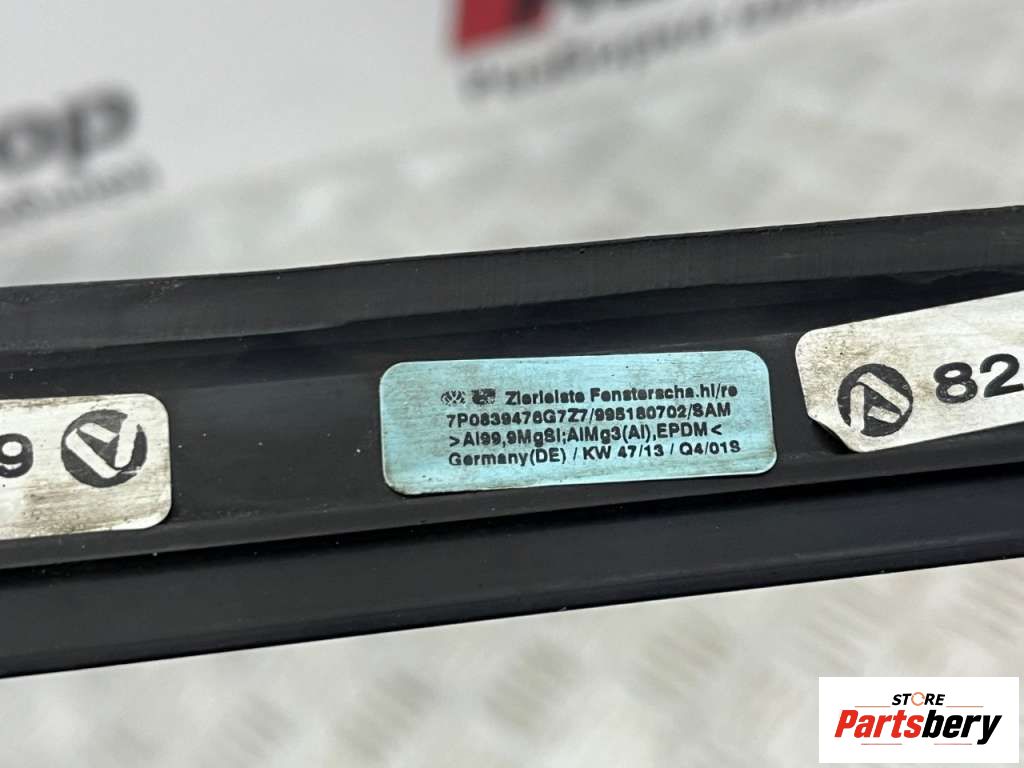 op
9
Zierleiste Fensterscha.hl/re
7P0839476G7Z7/995180702/SAM
>Al99,9MgSi;AlMg3(Al),EPDM<
Germany(DE) / KW 47/13 / Q4/01S
82
STORE
Partsbery